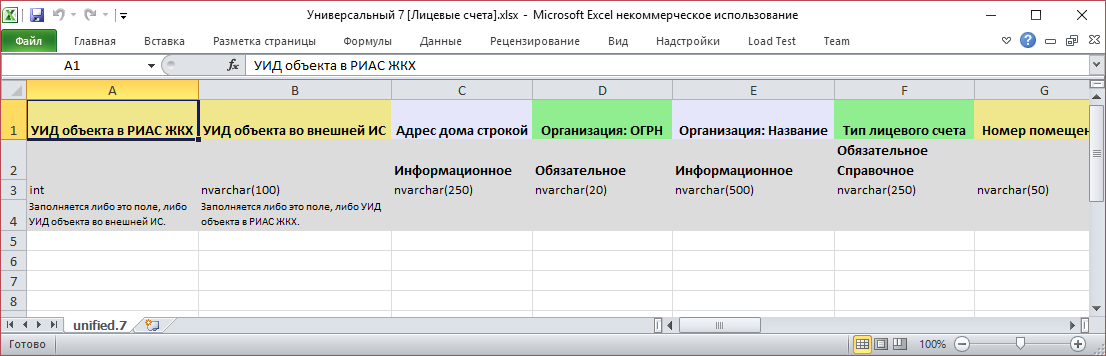 Универсальный 7 [Лицевые счета].xlsx - Microsoft Excel некоммерческое использование
Файл Главная Вставка Разметка страницы Формулы Данные Рецензирование Вид Надстройки Load Test Team
A1 fx УИД объекта в РИАС ЖКХ
A B C D E F G
1 УИД объекта в РИАС ЖКХ УИД объекта во внешней ИС Адрес дома строкой Организация: ОГРН Организация: Название Тип лицевого счета Номер помещен
Обязательное
2 Информационное Обязательное Информационное Справочное
3 int nvarchar(100) nvarchar(250) nvarchar(20) nvarchar(500) nvarchar(250) nvarchar(50)
Заполняется либо это поле, либо Заполняется либо это поле, либо УИД
4 УИД объекта во внешней ИС. объекта в РИАС ЖКХ.
5
6
7
8
unified.7
Готово 100%